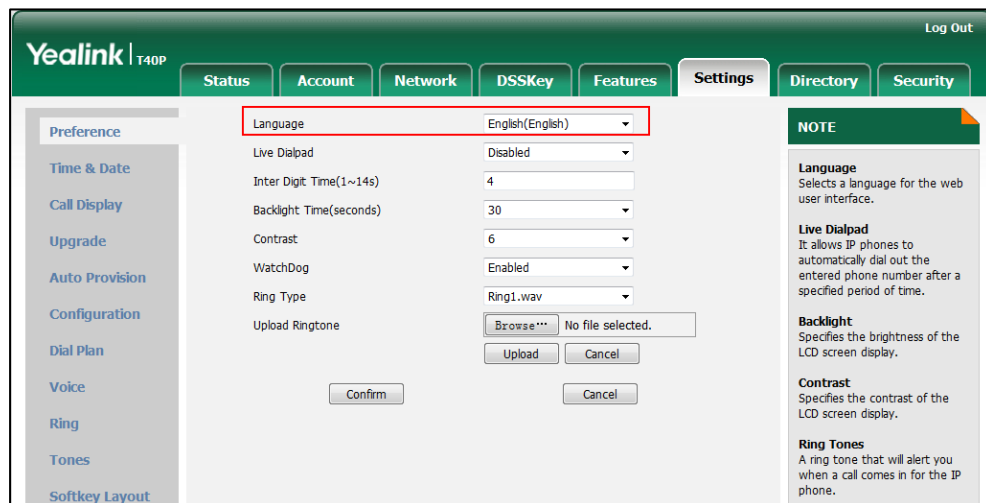 Log Out
Yealink | T40P
Status Account Network DSSKey Features Settings Directory Security
Preference
Time & Date
Call Display
Upgrade
Auto Provision
Configuration
Dial Plan
Voice
Ring
Tones
Softkey Layout
Language English(English)
Live Dialpad Disabled
Inter Digit Time(1~14s) 4
Backlight Time(seconds) 30
Contrast 6
WatchDog Enabled
Ring Type Ring1.wav
Upload Ringtone Browse··· No file selected.
Upload Cancel
Confirm Cancel
NOTE
Language
Selects a language for the web
user interface.
Live Dialpad
It allows IP phones to
automatically dial out the
entered phone number after a
specified period of time.
Backlight
Specifies the brightness of the
LCD screen display.
Contrast
Specifies the contrast of the
LCD screen display.
Ring Tones
A ring tone that will alert you
when a call comes in for the IP
phone.